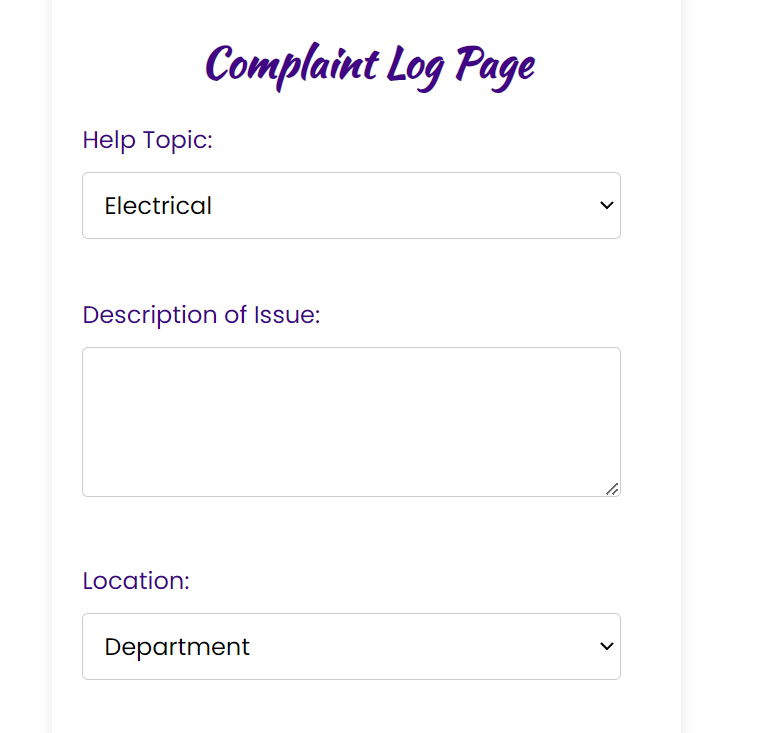 Complaint Log Page
Help Topic:
Electrical
Description of Issue:
Location:
Department